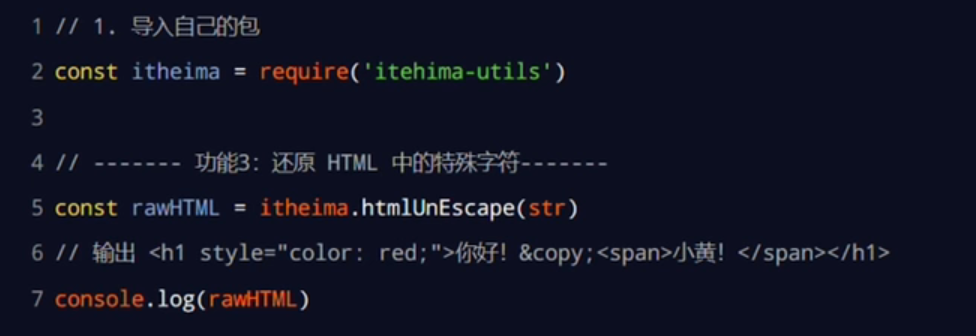 1 // 1. 导入自己的包
2 const itheima = require('itehima-utils')
3
4 // ------- 功能3: 还原 HTML 中的特殊字符-------
5 const rawHTML = itheima.htmlUnEscape(str)
6 // 输出 <h1 style="color: red;">你好! &copy;<span>小黄! </span></h1>
7 console.log(rawHTML)